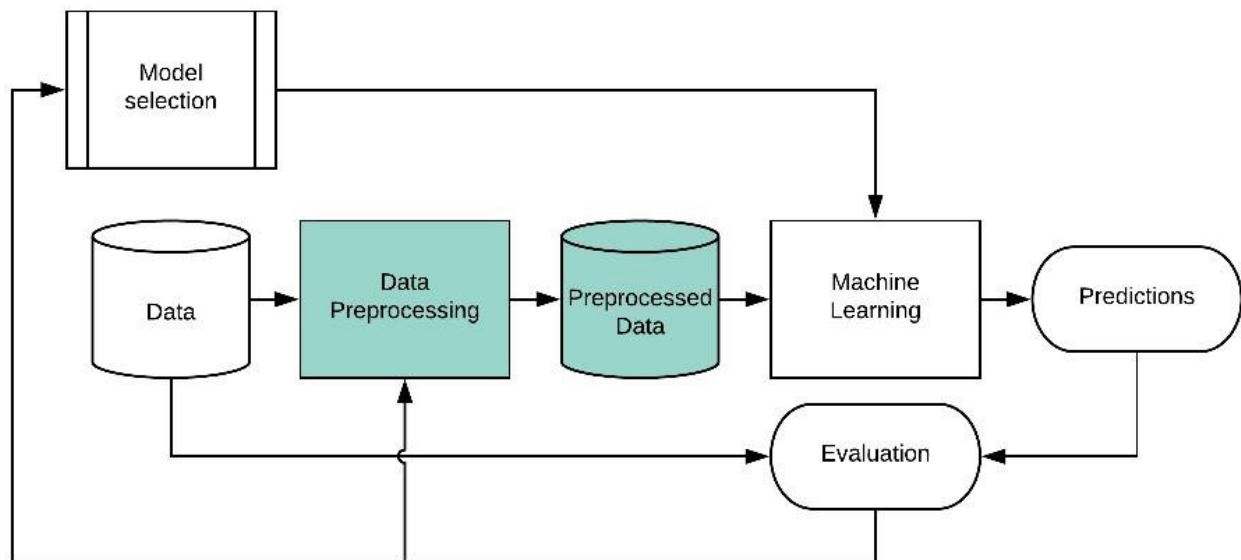 Model
selection
Data
Data
Preprocessing
Preprocessed
Data
Machine
Learning
Predictions
Evaluation